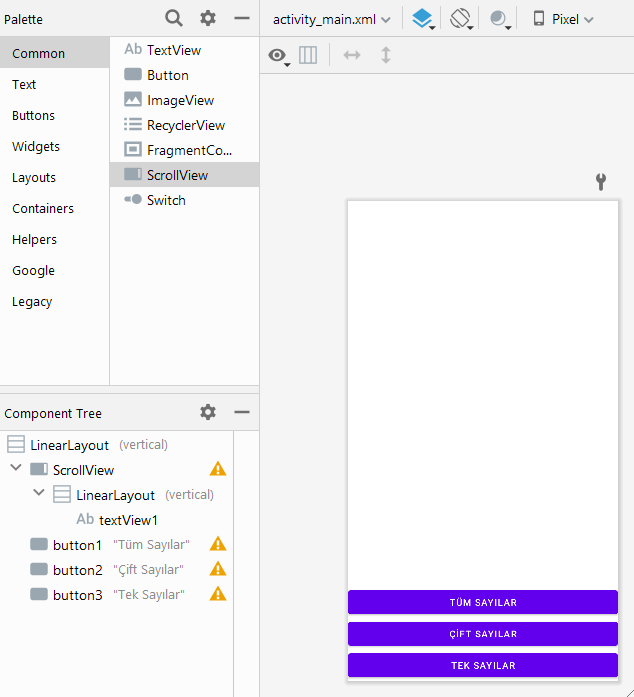 Palette
Common
Text
Buttons
Widgets
Layouts
Containers
Helpers
Google
Legacy
Ab TextView
Button
ImageView
RecyclerView
FragmentCo...
ScrollView
Switch
activity_main.xml
Pixel
Component Tree
LinearLayout (vertical)
ScrollView
LinearLayout (vertical)
Ab textView1
button1 "Tüm Sayılar"
button2 "Çift Sayılar"
button3 "Tek Sayılar"
TÜM SAYILAR
ÇİFT SAYILAR
TEK SAYILAR